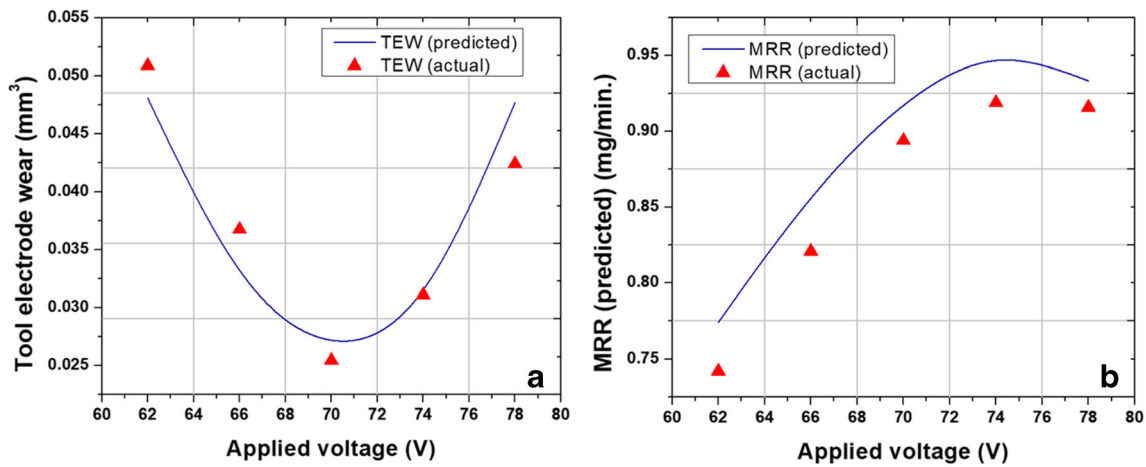 0.055
0.050
0.045
0.040
0.035
0.030
0.025
Tool electrode wear (mm³)
TEW (predicted)
TEW (actual)
a
60 62 64 66 68 70 72 74 76 78 80
Applied voltage (V)
0.95
0.90
0.85
0.80
0.75
MRR (predicted) (mg/min.)
MRR (predicted)
MRR (actual)
b
60 62 64 66 68 70 72 74 76 78 80
Applied voltage (V)